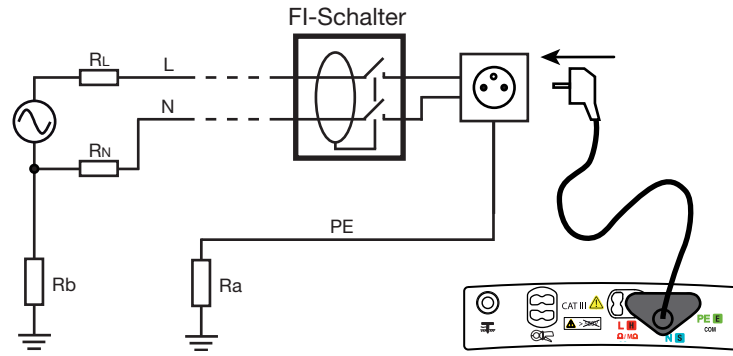 FI-Schalter
RL
L
N
RN
PE
Rb
Ra
CAT III
L H
Ω/MΩ
N S
PE E
COM